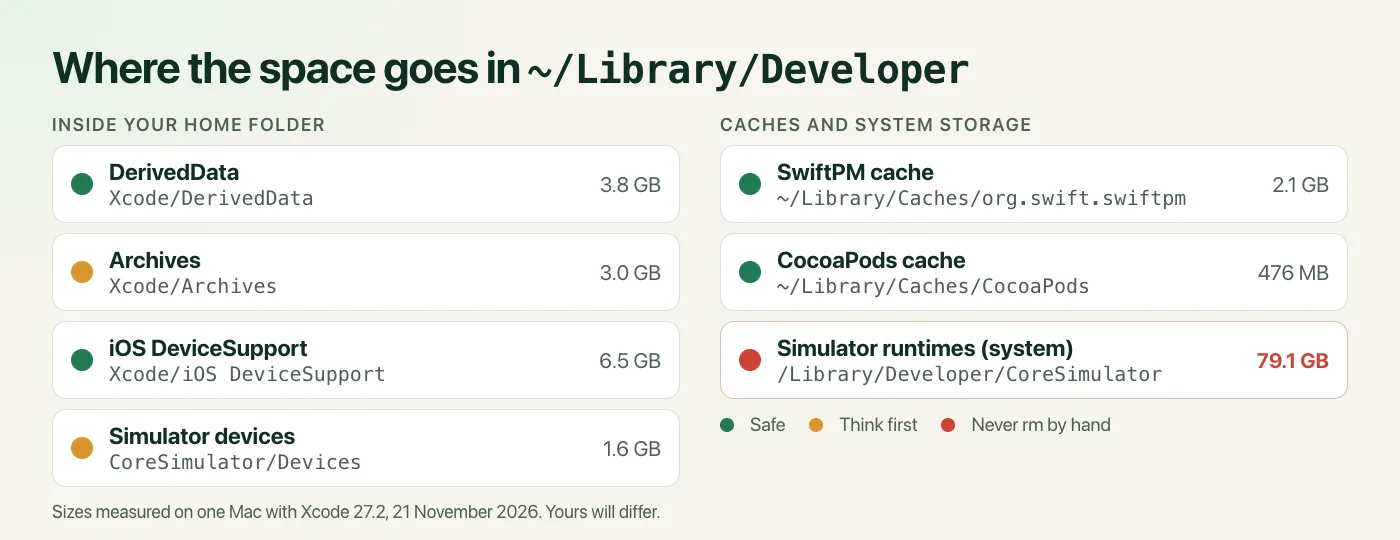 Where the space goes in ~/Library/Developer
INSIDE YOUR HOME FOLDER
DerivedData
Xcode/DerivedData
3.8 GB
Archives
Xcode/Archives
3.0 GB
iOS DeviceSupport
Xcode/iOS DeviceSupport
6.5 GB
Simulator devices
CoreSimulator/Devices
1.6 GB
CACHES AND SYSTEM STORAGE
SwiftPM cache
~/Library/Caches/org.swift.swiftpm
2.1 GB
CocoaPods cache
~/Library/Caches/CocoaPods
476 MB
Simulator runtimes (system)
/Library/Developer/CoreSimulator
79.1 GB
Safe
Think first
Never rm by hand
Sizes measured on one Mac with Xcode 27.2, 21 November 2026. Yours will differ.